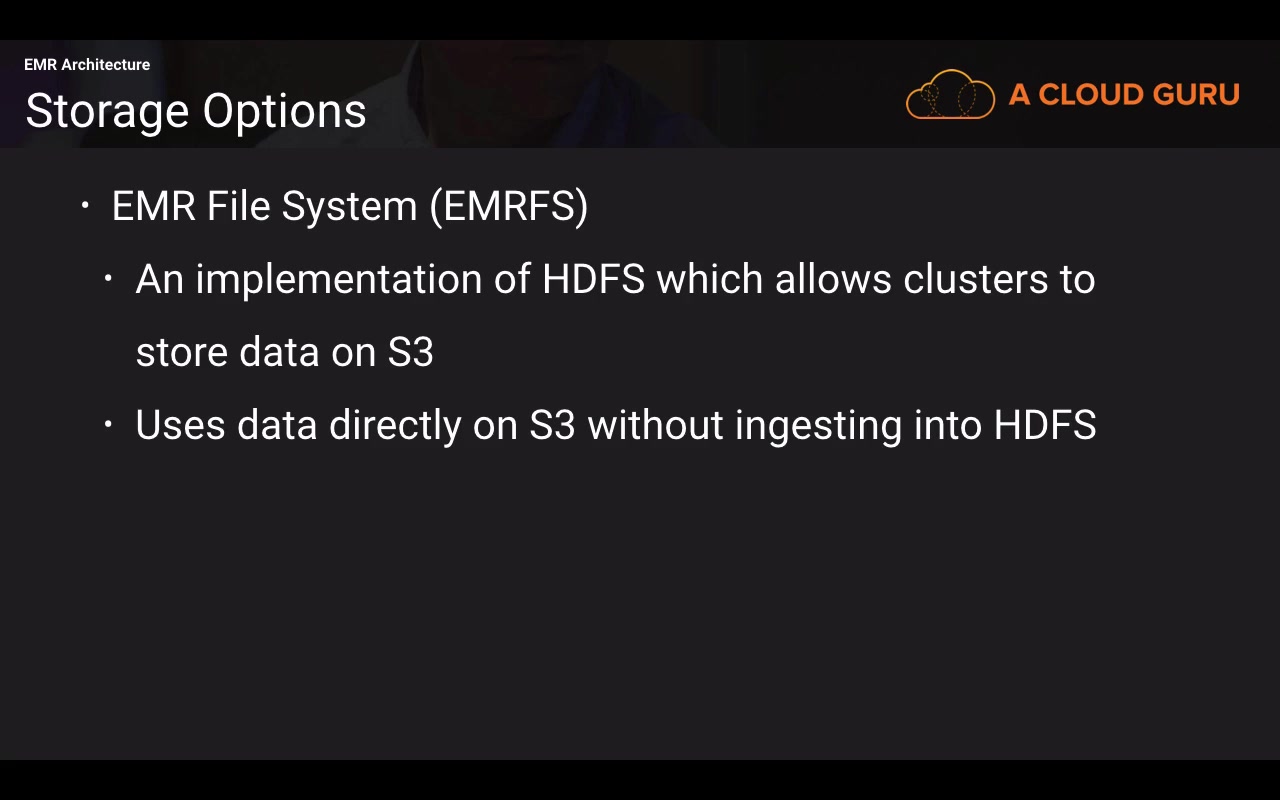 EMR Architecture
Storage Options
A CLOUD GURU
• EMR File System (EMRFS)
• An implementation of HDFS which allows clusters to
store data on S3
• Uses data directly on S3 without ingesting into HDFS